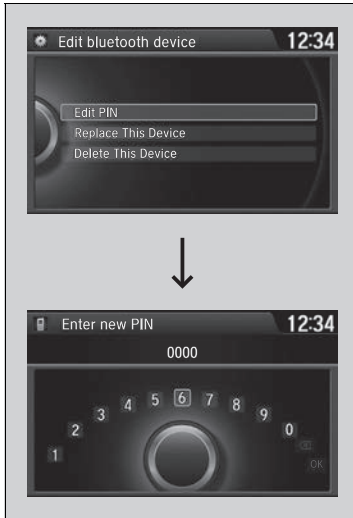 Edit bluetooth device 12:34
Edit PIN
Replace This Device
Delete This Device
Enter new PIN 12:34
0000
1 2 3 4 5 6 7 8 9 0
OK